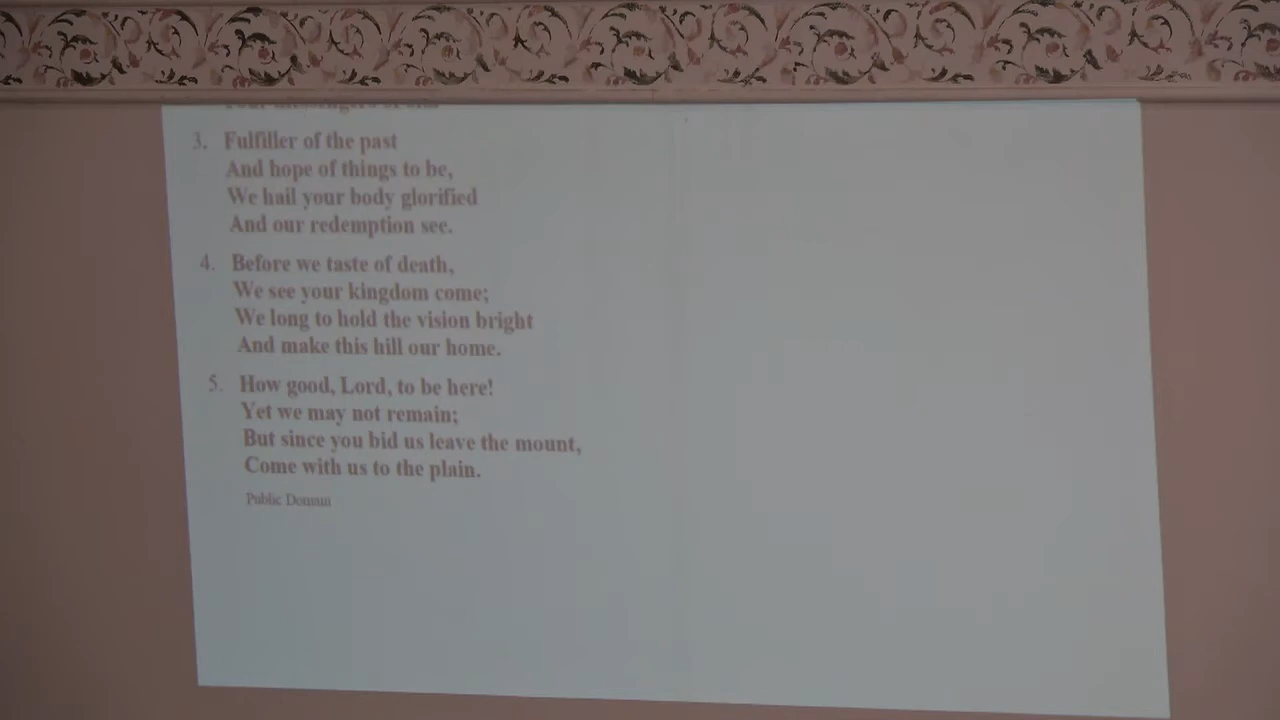 3. Fulfiller of the past
And hope of things to be,
We hail your body glorified
And our redemption see.
4. Before we taste of death,
We see your kingdom come;
We long to hold the vision bright
And make this hill our home.
5. How good, Lord, to be here!
Yet we may not remain;
But since you bid us leave the mount,
Come with us to the plain.
Public Domain